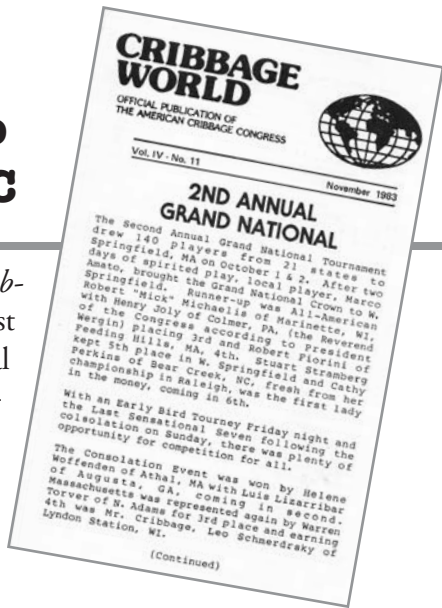 CRIBBAGE
WORLD
OFFICIAL PUBLICATION OF
THE AMERICAN CRIBBAGE CONGRESS
Vol. IV - No. 11
November 1983
2ND ANNUAL
GRAND NATIONAL
The Second Annual Grand National Tournament
drew 140 players from 21 states to
Springfield, MA on October 1 & 2. After two
days of spirited play, local player, Marco
Amato, brought the Grand National Crown to W.
Springfield. Runner-up was All-American
Robert "Mick" Michaelis of Marinette, WI,
with Henry Joly of Colmer, PA, (the Reverend
of the Congress according to President
Wergin) placing 3rd and Robert Piorini of
Feeding Hills, MA, 4th. Stuart Stramberg
kept 5th place in W. Springfield and Cathy
Perkins of Bear Creek, NC, fresh from her
championship in Raleigh, was the first lady
in the money, coming in 6th.
With an Early Bird Tourney Friday night and
the Last Sensational Seven following the
colsolation on Sunday, there was plenty of
opportunity for competition for all.
The Consolation Event was won by Helene
Woffenden of Athal, MA with Luis Lizarribar
of Augusta, GA, coming in second.
Massachusetts was represented again by Warren
Torver of N. Adams for 3rd place and earning
4th was Mr. Cribbage, Leo Schmerdrsky of
Lyndon Station, WI.
(Continued)
C
b-
st